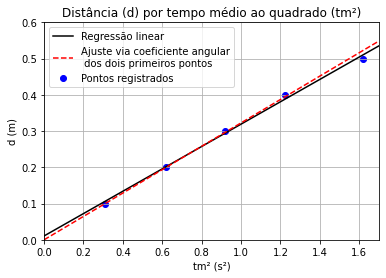 Distância (d) por tempo médio ao quadrado (tm²)
0.6
0.5
0.4
0.3
0.2
0.1
0.0
d (m)
Regressão linear
Ajuste via coeficiente angular
dos dois primeiros pontos
Pontos registrados
0.0 0.2 0.4 0.6 0.8 1.0 1.2 1.4 1.6
tm² (s²)